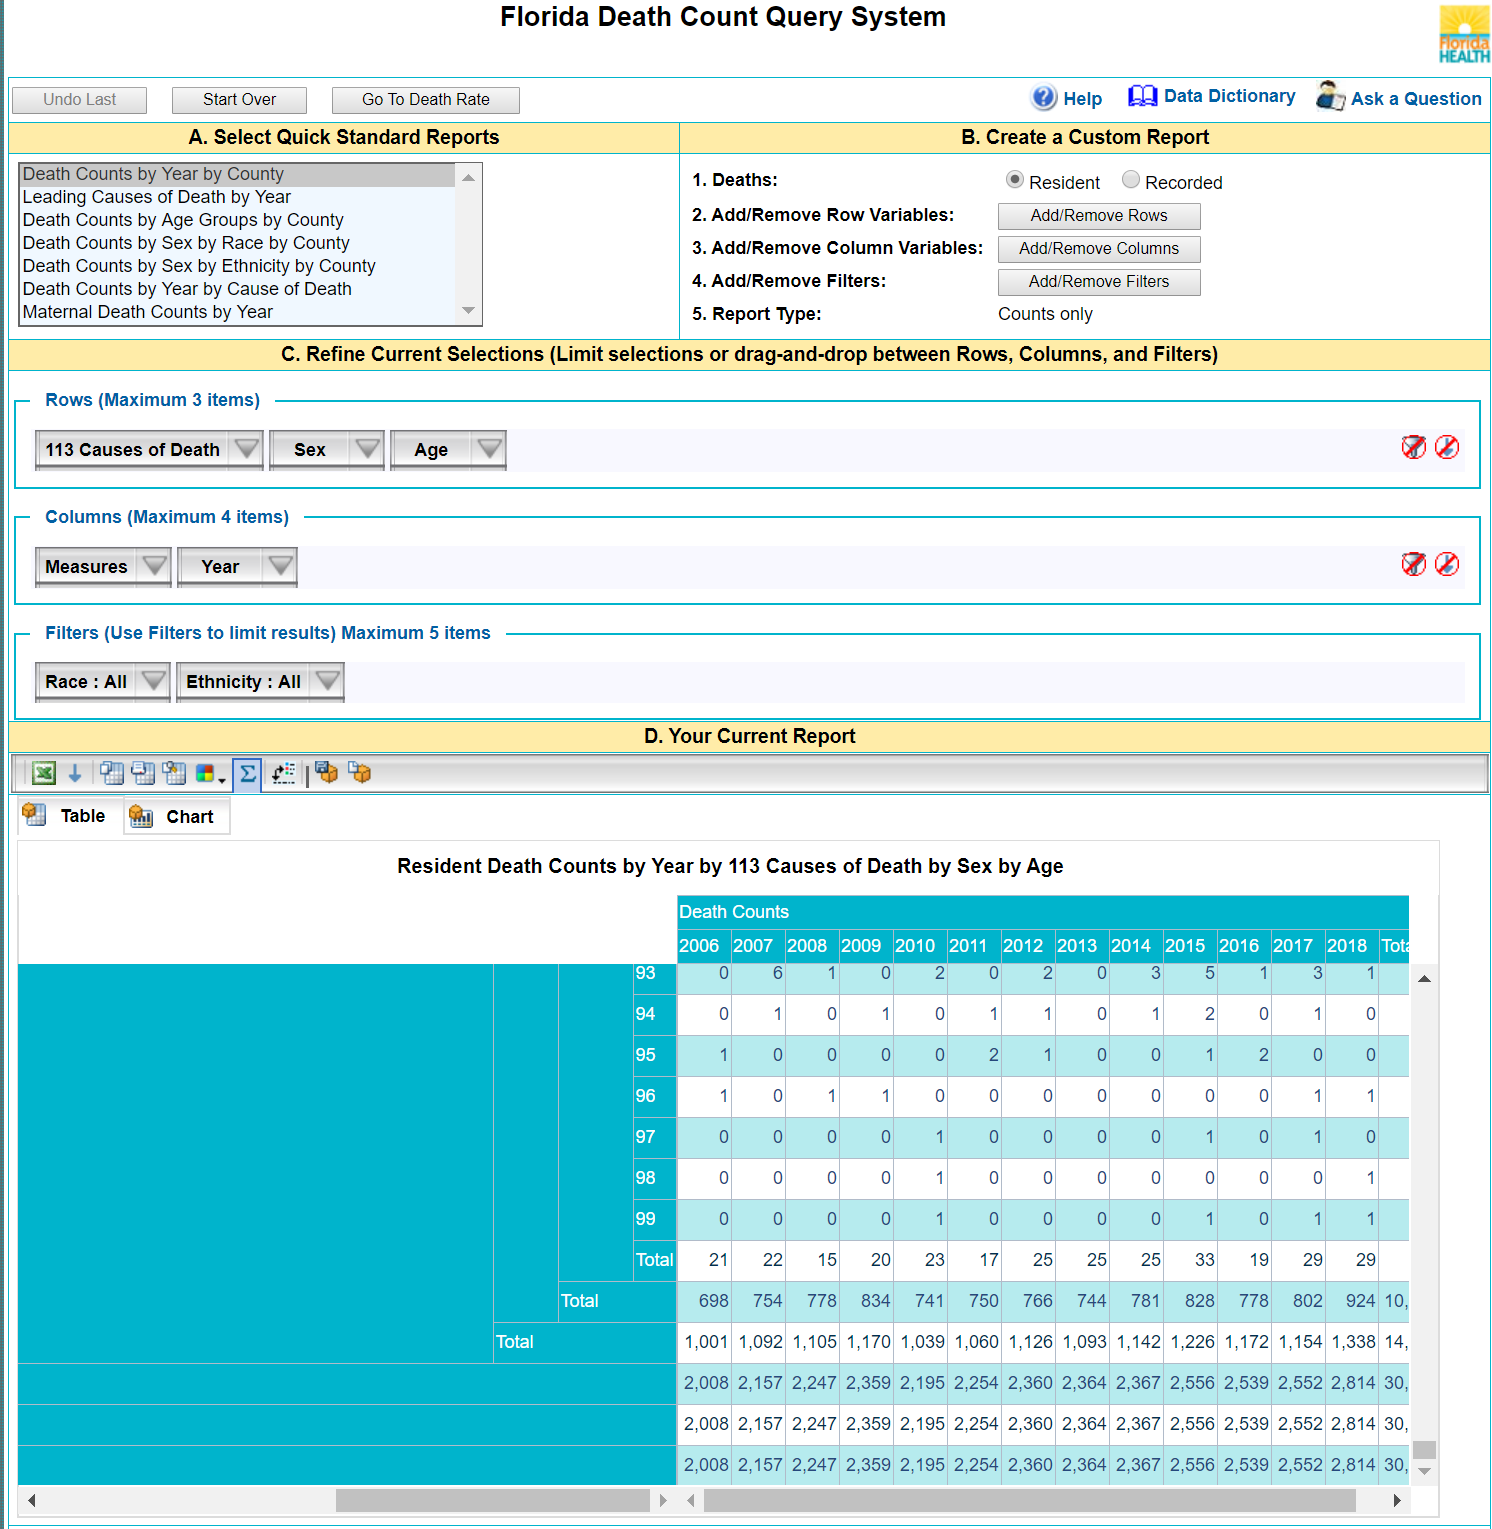 Florida Death Count Query System
Florida
HEALTH
Undo Last Start Over Go To Death Rate Help Data Dictionary Ask a Question
A. Select Quick Standard Reports
Death Counts by Year by County
Leading Causes of Death by Year
Death Counts by Age Groups by County
Death Counts by Sex by Race by County
Death Counts by Sex by Ethnicity by County
Death Counts by Year by Cause of Death
Maternal Death Counts by Year
B. Create a Custom Report
1. Deaths: Resident Recorded
2. Add/Remove Row Variables: Add/Remove Rows
3. Add/Remove Column Variables: Add/Remove Columns
4. Add/Remove Filters: Add/Remove Filters
5. Report Type: Counts only
C. Refine Current Selections (Limit selections or drag-and-drop between Rows, Columns, and Filters)
Rows (Maximum 3 items)
113 Causes of Death Sex Age
Columns (Maximum 4 items)
Measures Year
Filters (Use Filters to limit results) Maximum 5 items
Race : All Ethnicity : All
D. Your Current Report
Table Chart
Resident Death Counts by Year by 113 Causes of Death by Sex by Age
Death Counts
2006 2007 2008 2009 2010 2011 2012 2013 2014 2015 2016 2017 2018 Tota
93 0 6 1 0 2 0 2 0 3 5 1 3 1
94 0 1 0 1 0 1 1 0 1 2 0 1 0
95 1 0 0 0 0 2 1 0 0 1 2 0 0
96 1 0 1 1 0 0 0 0 0 0 0 1 1
97 0 0 0 0 1 0 0 0 0 1 0 1 0
98 0 0 0 0 1 0 0 0 0 0 0 0 1
99 0 0 0 0 1 0 0 0 0 1 0 1 1
Total 21 22 15 20 23 17 25 25 25 33 19 29 29
Total 698 754 778 834 741 750 766 744 781 828 778 802 924 10,
Total 1,001 1,092 1,105 1,170 1,039 1,060 1,126 1,093 1,142 1,226 1,172 1,154 1,338 14,
2,008 2,157 2,247 2,359 2,195 2,254 2,360 2,364 2,367 2,556 2,539 2,552 2,814 30,
2,008 2,157 2,247 2,359 2,195 2,254 2,360 2,364 2,367 2,556 2,539 2,552 2,814 30,
2,008 2,157 2,247 2,359 2,195 2,254 2,360 2,364 2,367 2,556 2,539 2,552 2,814 30,